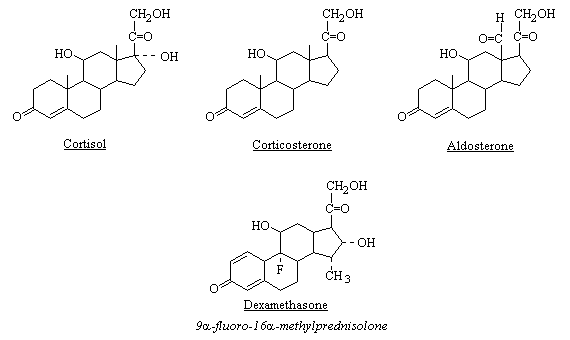 CH₂OH
C=O
HO
OH
O
Cortisol
CH₂OH
C=O
HO
O
Corticosterone
H
CH₂OH
O=C
C=O
HO
O
Aldosterone
CH₂OH
C=O
HO
OH
F
CH₃
O
Dexamethasone
9α-fluoro-16α-methylprednisolone